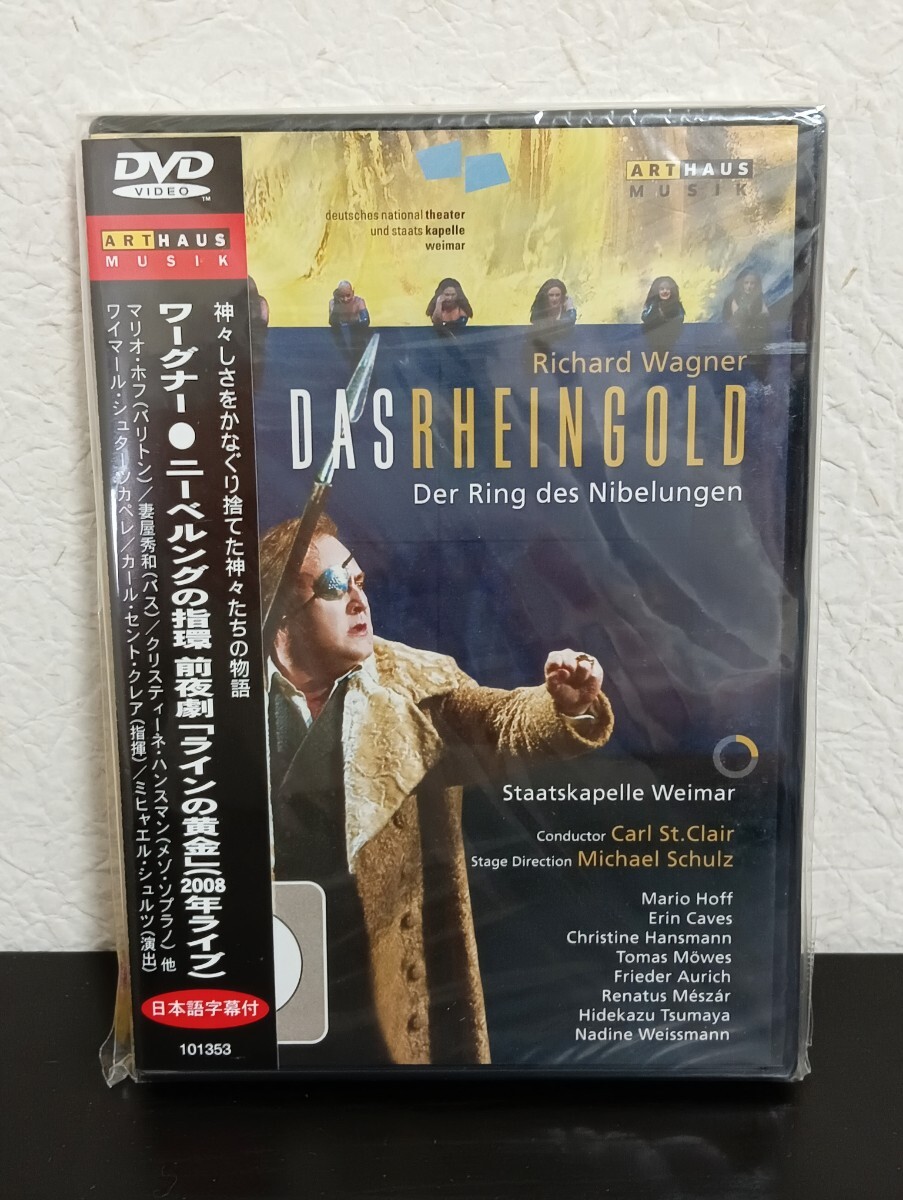 DVD
VIDEO
TM
ARTHAUS
MUSIK
神々しさをかなぐり捨てた神々たちの物語
ワーグナー●ニーベルングの指環 前夜劇「ラインの黄金」(2008年ライブ)
マリオ・ホフ(バリトン)/妻屋秀和(バス)/クリスティーネ・ハンスマン(メゾ・ソプラノ) 他
ワイマール・シュターツカペレ/カール・セント・クレア(指揮)/ミヒャエル・シュルツ(演出)
日本語字幕付
101353
deutsches national theater
und staats kapelle
weimar
ARTHAUS
MUSIK
Richard Wagner
DAS RHEINGOLD
Der Ring des Nibelungen
Staatskapelle Weimar
Conductor Carl St.Clair
Stage Direction Michael Schulz
Mario Hoff
Erin Caves
Christine Hansmann
Tomas Möwes
Frieder Aurich
Renatus Mészár
Hidekazu Tsumaya
Nadine Weissmann